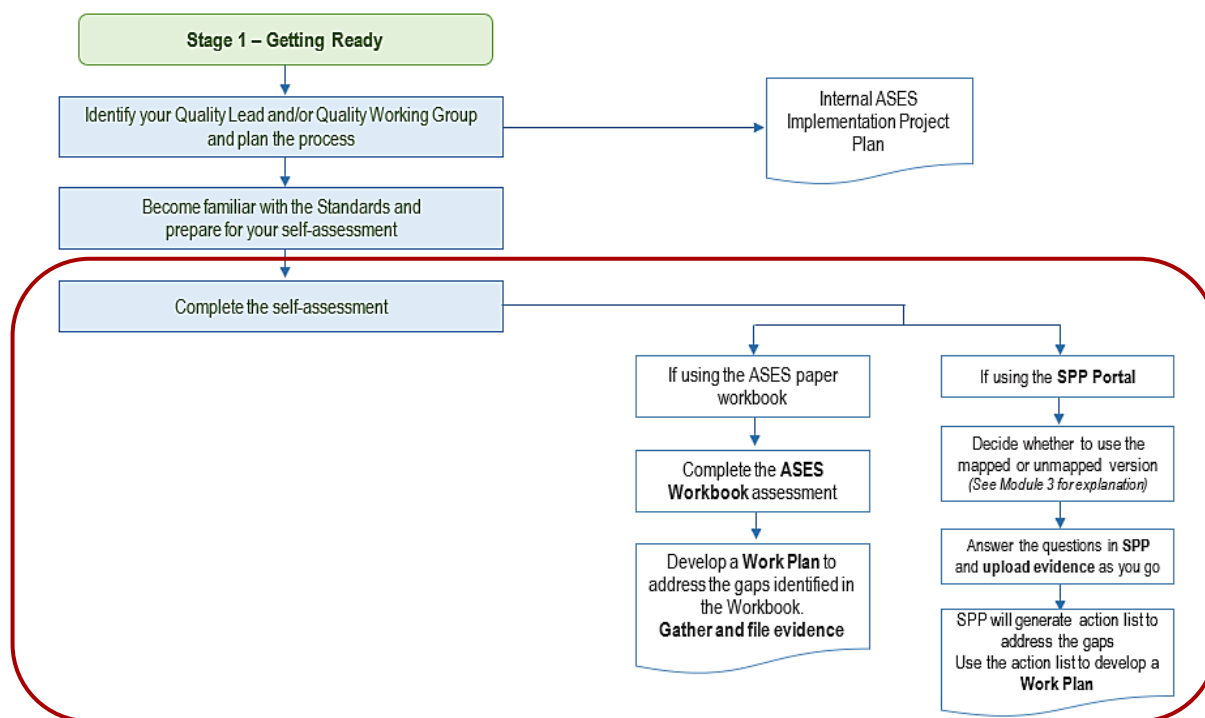 Stage 1 – Getting Ready
Identify your Quality Lead and/or Quality Working Group
and plan the process
Internal ASES
Implementation Project
Plan
Become familiar with the Standards and
prepare for your self-assessment
Complete the self-assessment
If using the ASES paper
workbook
Complete the ASES
Workbook assessment
Develop a Work Plan to
address the gaps identified in
the Workbook.
Gather and file evidence
If using the SPP Portal
Decide whether to use the
mapped or unmapped version
(See Module 3 for explanation)
Answer the questions in SPP
and upload evidence as you go
SPP will generate action list to
address the gaps
Use the action list to develop a
Work Plan